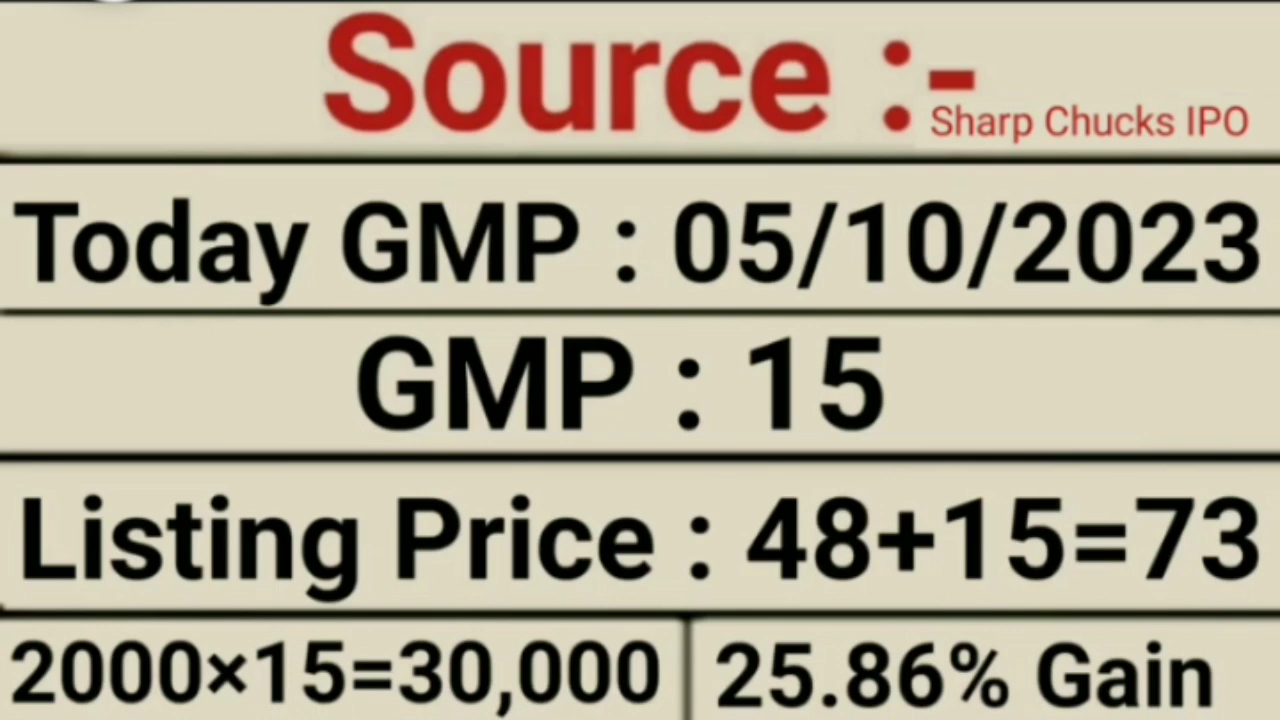 Source :-
Sharp Chucks IPO
Today GMP : 05/10/2023
GMP : 15
Listing Price : 48+15=73
2000×15=30,000
25.86% Gain